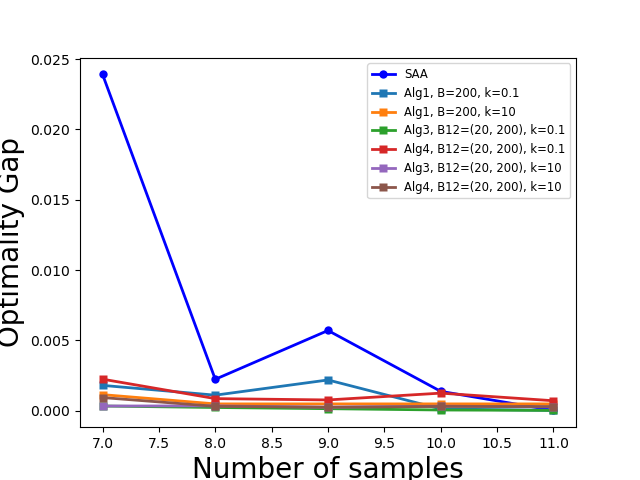 0.025
0.020
0.015
0.010
0.005
0.000
Optimality Gap
SAA
Alg1, B=200, k=0.1
Alg1, B=200, k=10
Alg3, B12=(20, 200), k=0.1
Alg4, B12=(20, 200), k=0.1
Alg3, B12=(20, 200), k=10
Alg4, B12=(20, 200), k=10
7.0 7.5 8.0 8.5 9.0 9.5 10.0 10.5 11.0
Number of samples